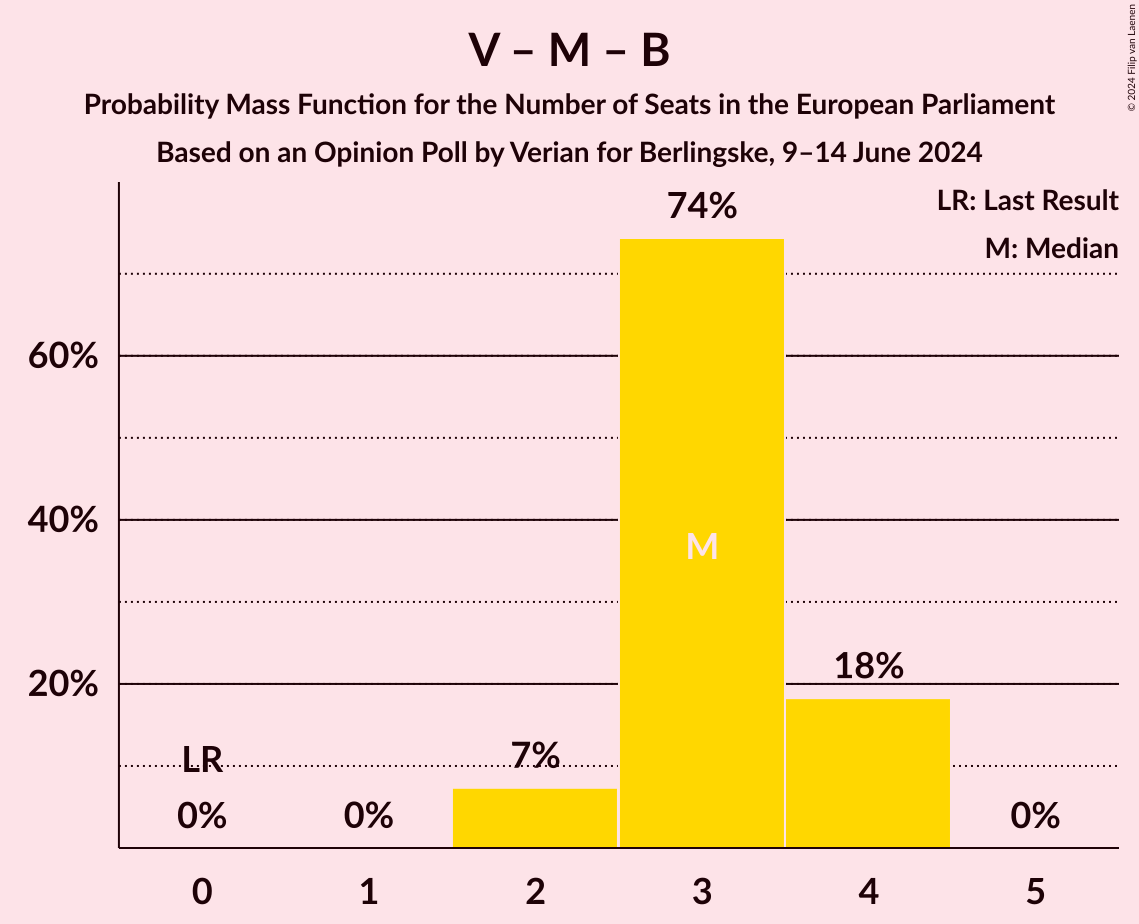 V – M – B
Probability Mass Function for the Number of Seats in the European Parliament
Based on an Opinion Poll by Verian for Berlingske, 9–14 June 2024
© 2024 Filip van Laenen
LR: Last Result
M: Median
74%
60%
40%
M
20%
18%
LR
7%
0%
0%
0%
0
1
2
3
4
5